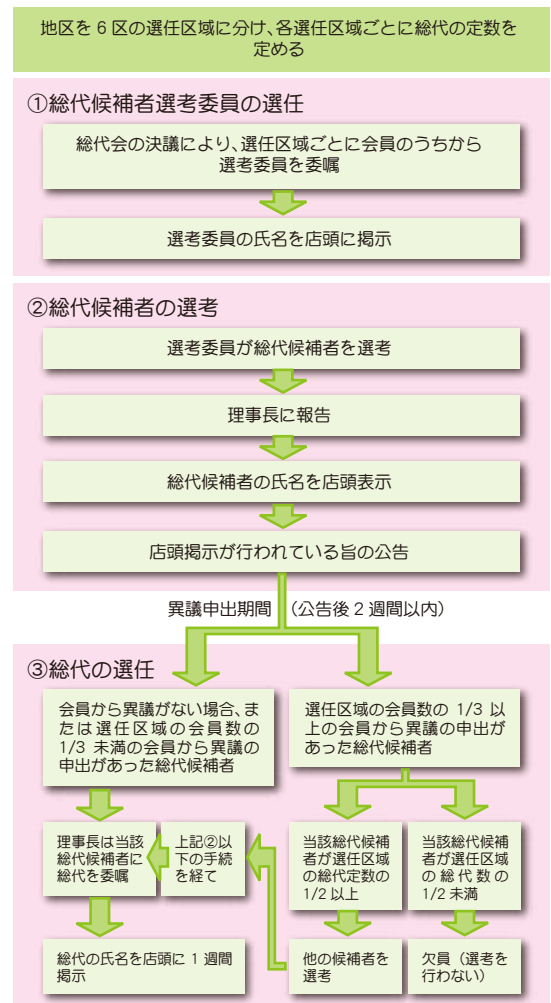 地区を6区の選任区域に分け、各選任区域ごとに総代の定数を
定める
①総代候補者選考委員の選任
総代会の決議により、選任区域ごとに会員のうちから
選考委員を委嘱
選考委員の氏名を店頭に掲示
②総代候補者の選考
選考委員が総代候補者を選考
理事長に報告
総代候補者の氏名を店頭表示
店頭掲示が行われている旨の公告
異議申出期間 (公告後2週間以内)
③総代の選任
会員から異議がない場合、ま
たは選任区域の会員数の
1/3 未満の会員から異議の
申出があった総代候補者
選任区域の会員数の 1/3 以
上の会員から異議の申出が
あった総代候補者
理事長は当該
総代候補者に
総代を委嘱
上記②以
下の手続
を経て
当該総代候補
者が選任区域
の総代定数の
1/2 以上
当該総代候補
者が選任区域
の総代数の
1/2 未満
総代の氏名を店頭に1週間
掲示
他の候補者を
選考
欠員(選考を
行わない)